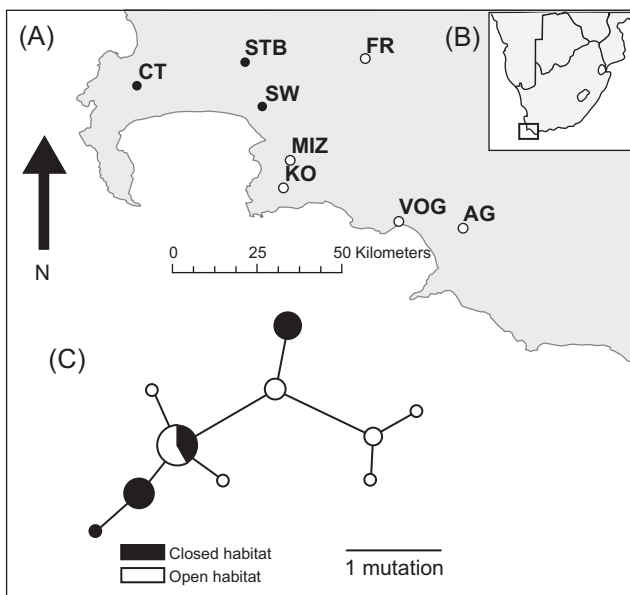 (A)
STB
FR
(B)
CT
SW
MIZ
KO
VOG
AG
N
0 25 50 Kilometers
(C)
Closed habitat
Open habitat
1 mutation